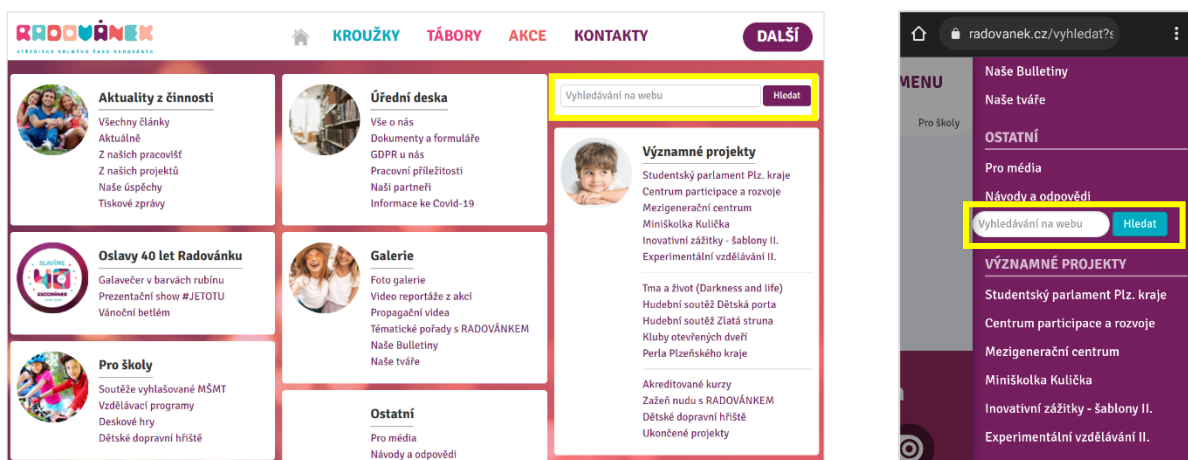 RADOVÁNEK
STŘEDISKO VOLNÉHO ČASU RADOVÁNEK
KROUŽKY TÁBORY AKCE KONTAKTY DALŠÍ
Aktuality z činnosti
Všechny články
Aktuálně
Z našich pracovišť
Z našich projektů
Naše úspěchy
Tiskové zprávy
Oslavy 40 let Radovánku
Galavečer v barvách rubínu
Prezentační show #JETOTU
Vánoční betlém
SLAVÍME
40
RADOVÁNEK
Pro školy
Soutěže vyhlašované MŠMT
Vzdělávací programy
Deskové hry
Dětské dopravní hřiště
Úřední deska
Vše o nás
Dokumenty a formuláře
GDPR u nás
Pracovní příležitosti
Naši partneři
Informace ke Covid-19
Galerie
Foto galerie
Video reportáže z akcí
Propagační videa
Tématické pořady s RADOVÁNKEM
Naše Bulletiny
Naše tváře
Ostatní
Pro média
Návody a odpovědi
Vyhledávání na webu Hledat
Významné projekty
Studentský parlament Plz. kraje
Centrum participace a rozvoje
Mezigenerační centrum
Miniškolka Kulička
Inovativní zážitky - šablony II.
Experimentální vzdělávání II.
Tma a život (Darkness and life)
Hudební soutěž Dětská porta
Hudební soutěž Zlatá struna
Kluby otevřených dveří
Perla Plzeňského kraje
Akreditované kurzy
Zažeň nudu s RADOVÁNKEM
Dětské dopravní hřiště
Ukončené projekty
radovanek.cz/vyhledat?s
MENU
Pro školy
Naše Bulletiny
Naše tváře
OSTATNÍ
Pro média
Návody a odpovědi
Vyhledávání na webu Hledat
VÝZNAMNÉ PROJEKTY
Studentský parlament Plz. kraje
Centrum participace a rozvoje
Mezigenerační centrum
Miniškolka Kulička
Inovativní zážitky - šablony II.
Experimentální vzdělávání II.